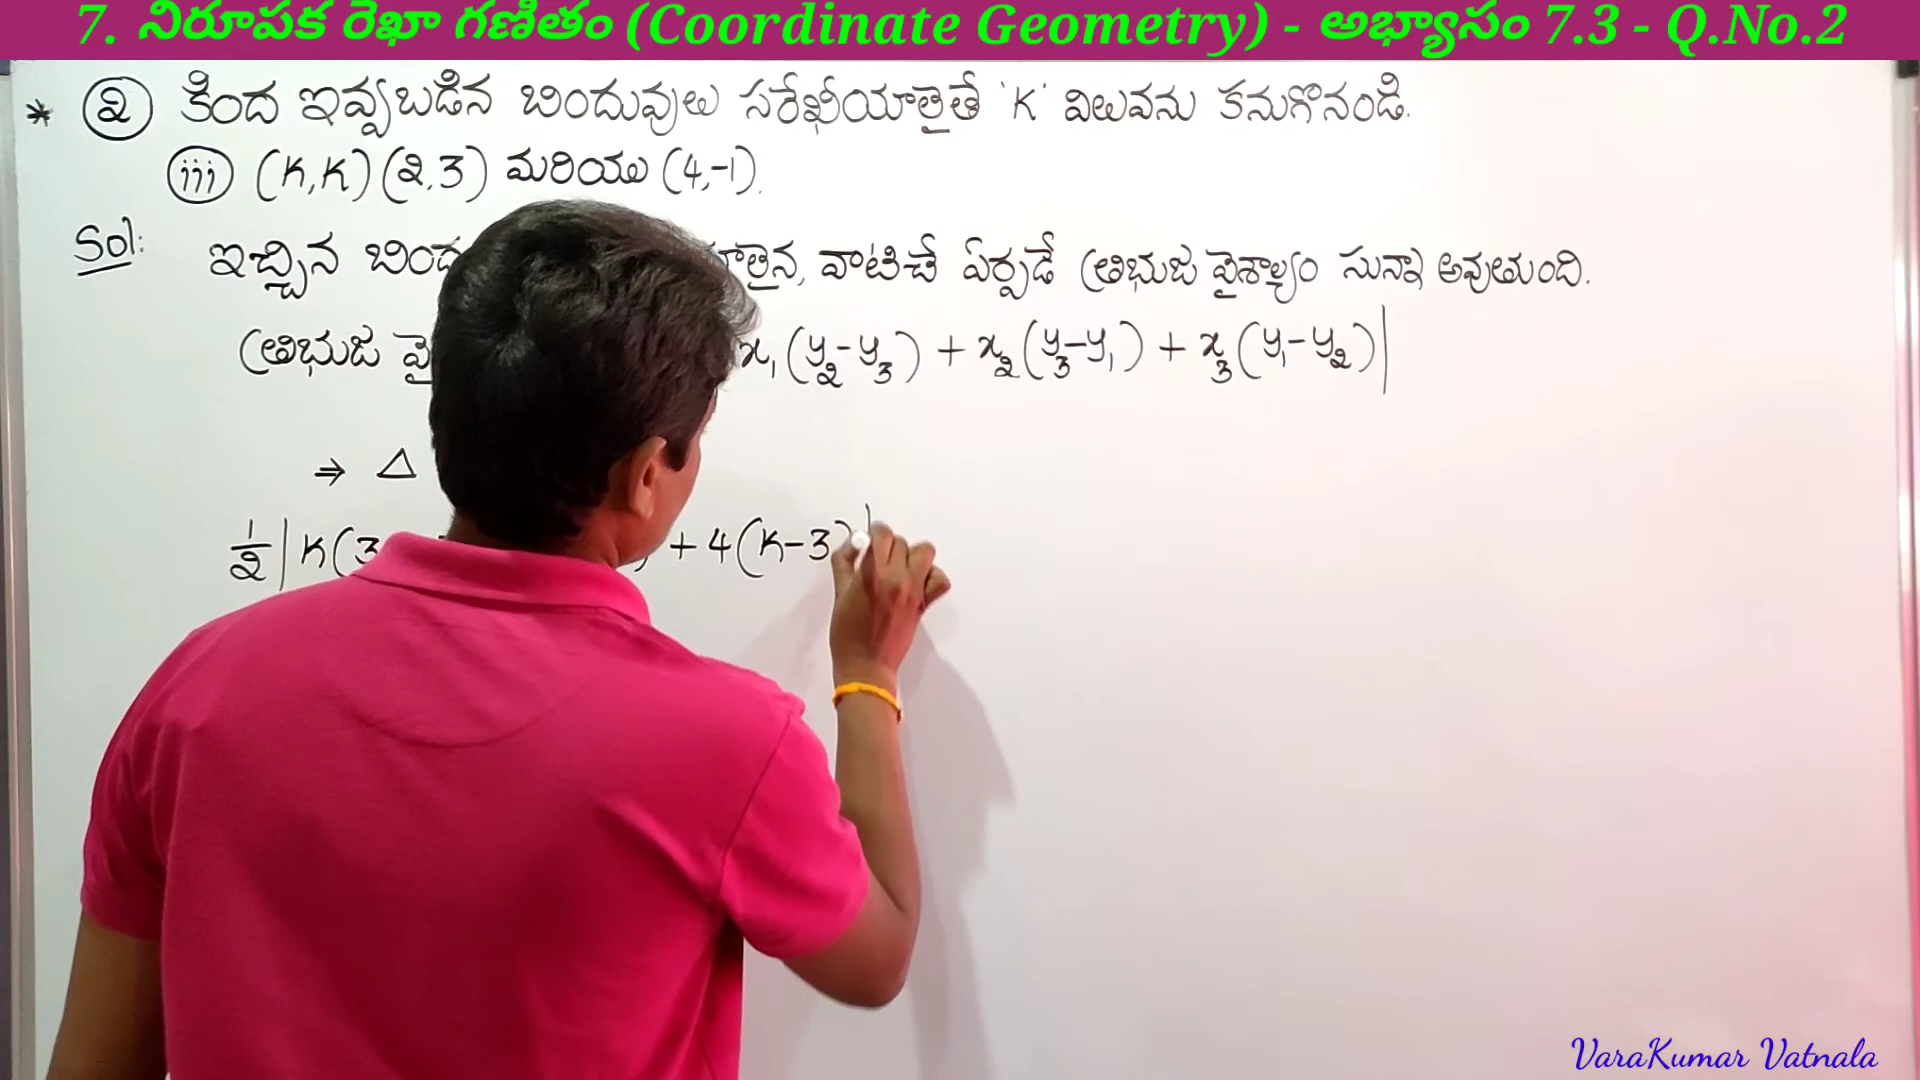 7. నిరూపక రేఖా గణితం (Coordinate Geometry) - అభ్యాసం 7.3 - Q.No.2
* ② కింద ఇవ్వబడిన బిందువులు సరేఖీయాలైతే 'K' విలువను కనుగొనండి.
(iii) (K,K) (2,3) మరియు (4,-1).
Sol: ఇచ్చిన వాటిచే ఏర్పడే త్రిభుజ వైశాల్యం సున్నా అవుతుంది.
త్రిభుజ x₁(y₂-y₃) + x₂(y₃-y₁) + x₃(y₁-y₂)|
⇒ △
½|K(3 + 4(K-3)|
VaraKumar Vatnala